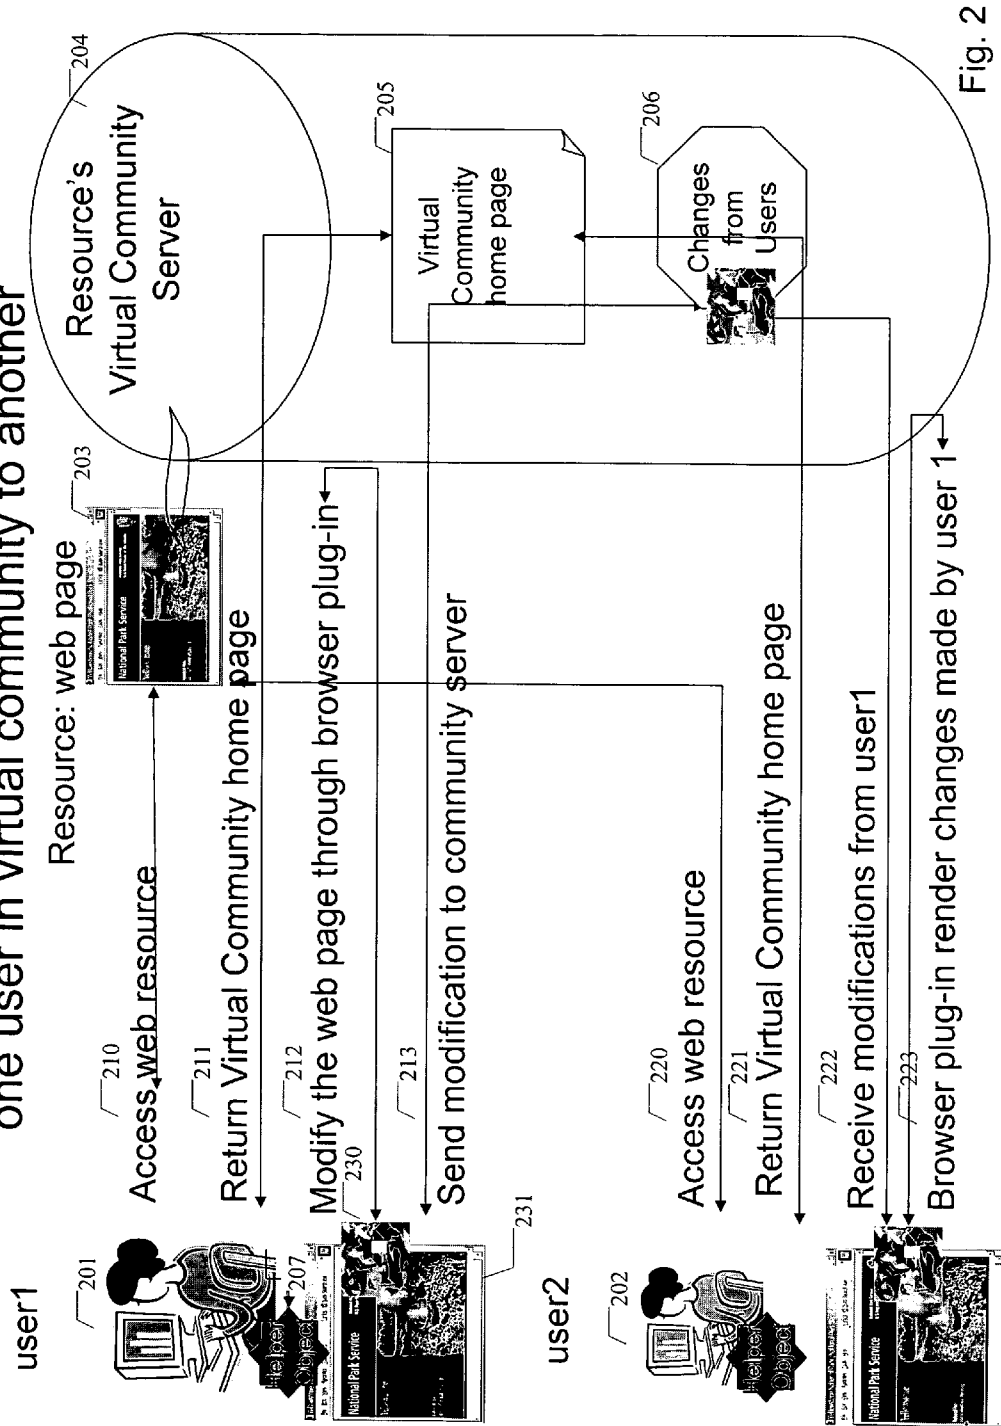 one user in virtual community to another
user1
201
Helper
Object
207
National Park Service
230
231
210
Access web resource
211
Return Virtual Community home page
212
Modify the web page through browser plug-in
213
Send modification to community server
Resource: web page
203
National Park Service
Resource's
Virtual Community
Server
204
Virtual
Community
home page
205
Changes
from
Users
206
user2
202
Helper
Object
National Park Service
220
Access web resource
221
Return Virtual Community home page
222
Receive modifications from user1
223
Browser plug-in render changes made by user 1
Fig. 2